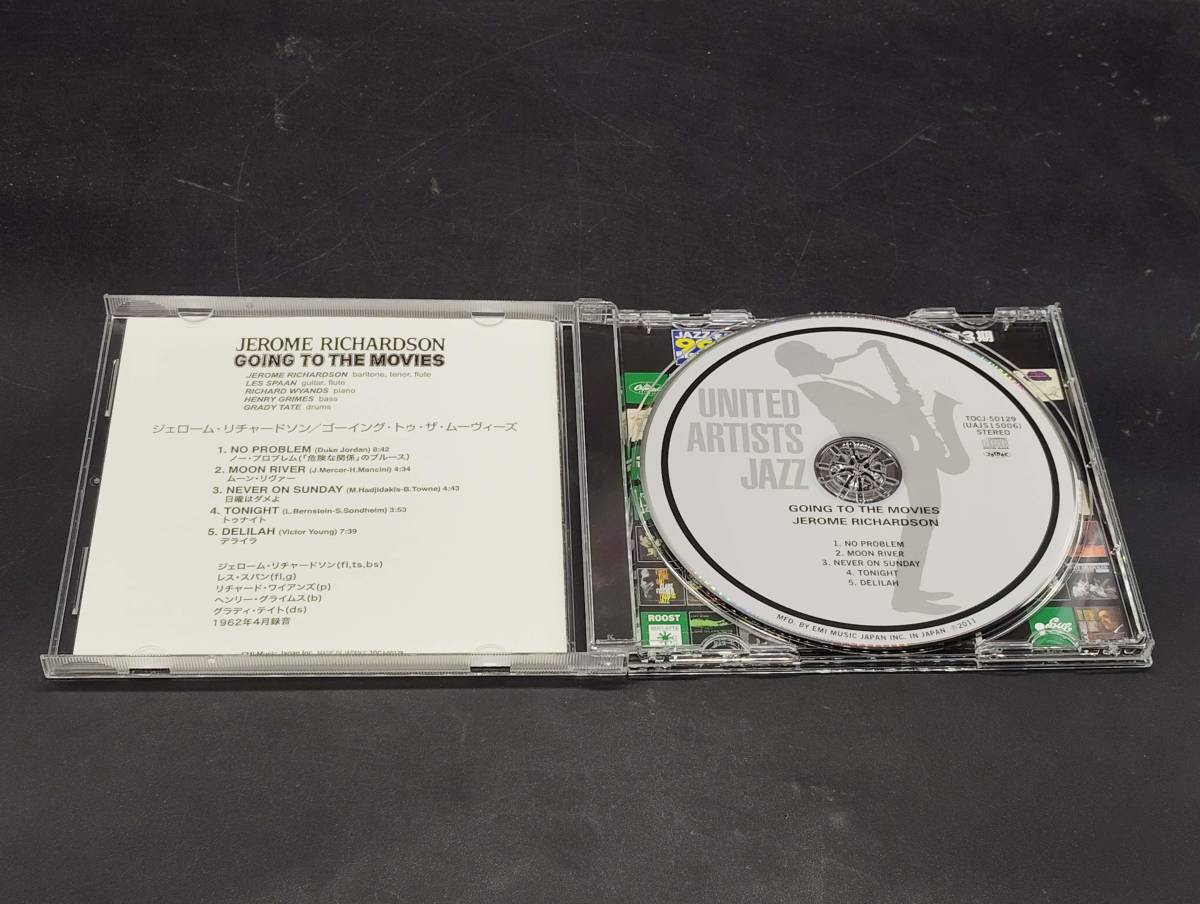 JEROME RICHARDSON
GOING TO THE MOVIES
JEROME RICHARDSON baritone, tenor, flute
LES SPAAN guitar, flute
RICHARD WYANDS piano
HENRY GRIMES bass
GRADY TATE drums
ジェローム・リチャードソン/ゴーイング・トゥ・ザ・ムーヴィーズ
1. NO PROBLEM (Duke Jordan) 8:42
ノー・プロブレム(「危険な関係」のブルース)
2. MOON RIVER (J.Mercer-H.Mancini) 4:34
ムーン・リヴァー
3. NEVER ON SUNDAY (M.Hadjidakis-B.Towne) 4:43
日曜はダメよ
4. TONIGHT (L.Bernstein-S.Sondheim) 3:53
トゥナイト
5. DELILAH (Victor Young) 7:39
デライラ
ジェローム・リチャードソン(fl,ts,bs)
レス・スパン(fl,g)
リチャード・ワイアンズ(p)
ヘンリー・グライムス(b)
グラディ・テイト(ds)
1962年4月録音
JAZZ
第3期
UNITED
ARTISTS
JAZZ
TOCJ-50129
(UAJS15006)
STEREO
GOING TO THE MOVIES
JEROME RICHARDSON
1. NO PROBLEM
2. MOON RIVER
3. NEVER ON SUNDAY
4. TONIGHT
5. DELILAH
MFD. BY EMI MUSIC JAPAN INC. IN JAPAN ℗2011
Capitol
ROOST